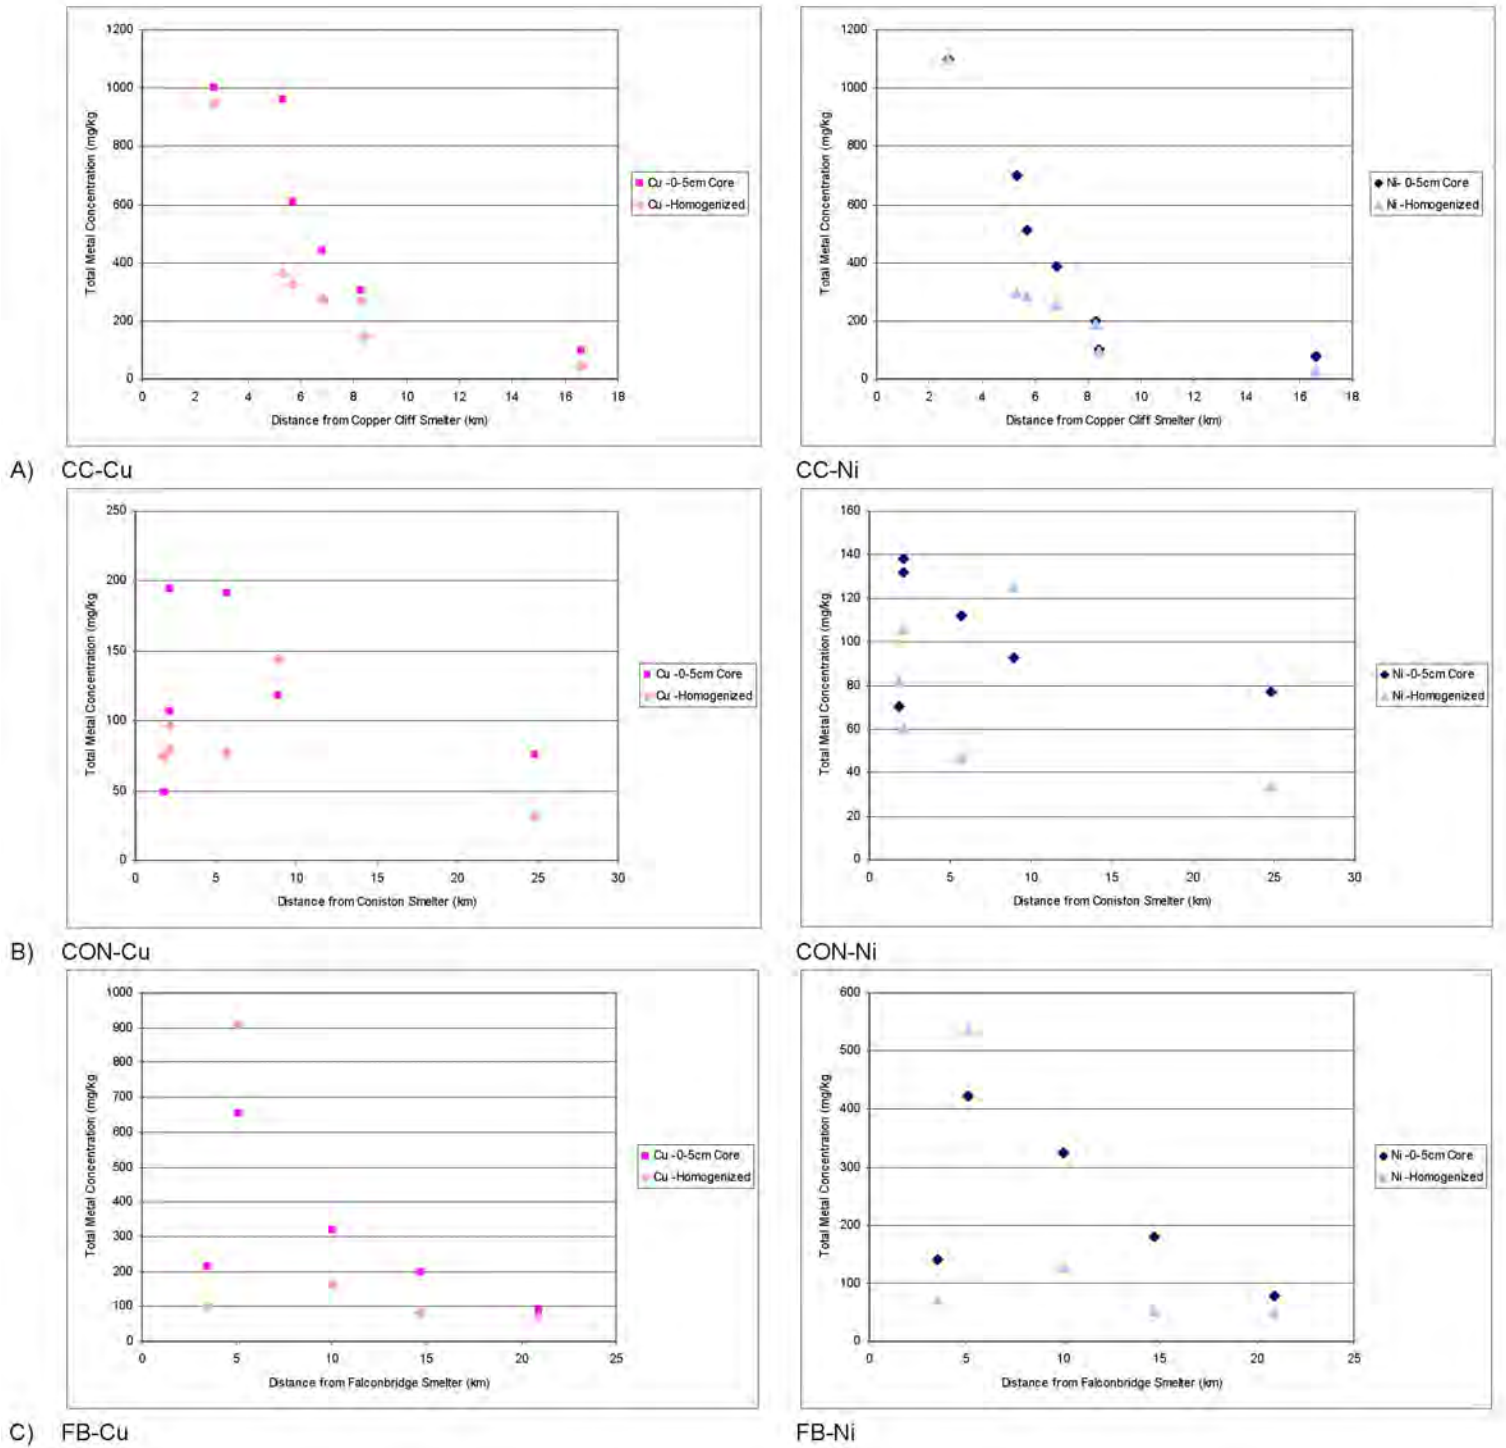 Total Metal Concentration (mg/kg
1200
1000
800
600
400
200
0
0 2 4 6 8 10 12 14 16 18
Distance from Copper Cliff Smelter (km)
Cu -0-5cm Core
Cu -Homogenized
Total Metal Concentration (mg/kg
1200
1000
800
600
400
200
0
0 2 4 6 8 10 12 14 16 18
Distance from Copper Cliff Smelter (km)
Ni- 0-5cm Core
Ni -Homogenized
A) CC-Cu
CC-Ni
Total Metal Concentration (mg/kg
250
200
150
100
50
0
0 5 10 15 20 25 30
Distance from Coniston Smelter (km)
Cu -0-5cm Core
Cu -Homogenized
Total Metal Concentration (mg/kg
160
140
120
100
80
60
40
20
0
0 5 10 15 20 25 30
Distance from Coniston Smelter (km)
Ni -0-5cm Core
Ni -Homogenized
B) CON-Cu
CON-Ni
Total Metal Concentration (mg/kg
1000
900
800
700
600
500
400
300
200
100
0
0 5 10 15 20 25
Distance from Falconbridge Smelter (km)
Cu -0-5cm Core
Cu -Homogenized
Total Metal Concentration (mg/kg
600
500
400
300
200
100
0
0 5 10 15 20 25
Distance from Falconbridge Smelter (km)
Ni -0-5cm Core
Ni -Homogenized
C) FB-Cu
FB-Ni